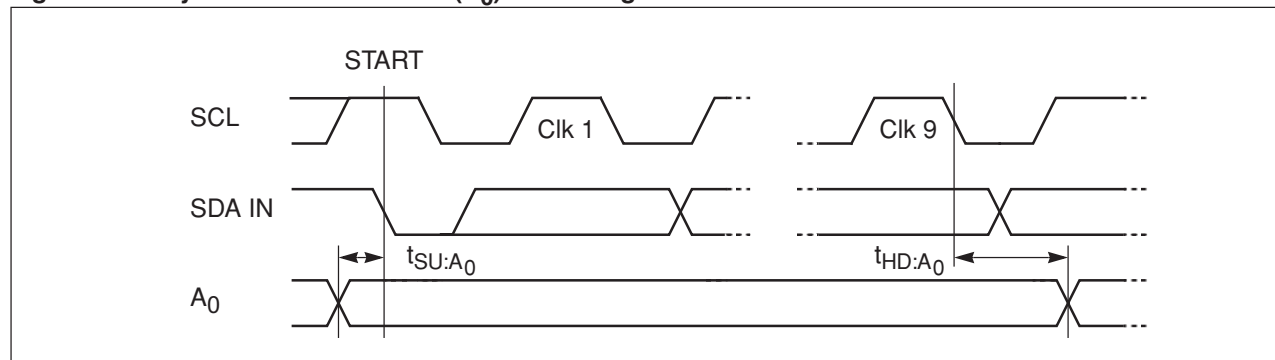 START
SCL
Clk 1
Clk 9
SDA IN
tSU:A0
tHD:A0
A0